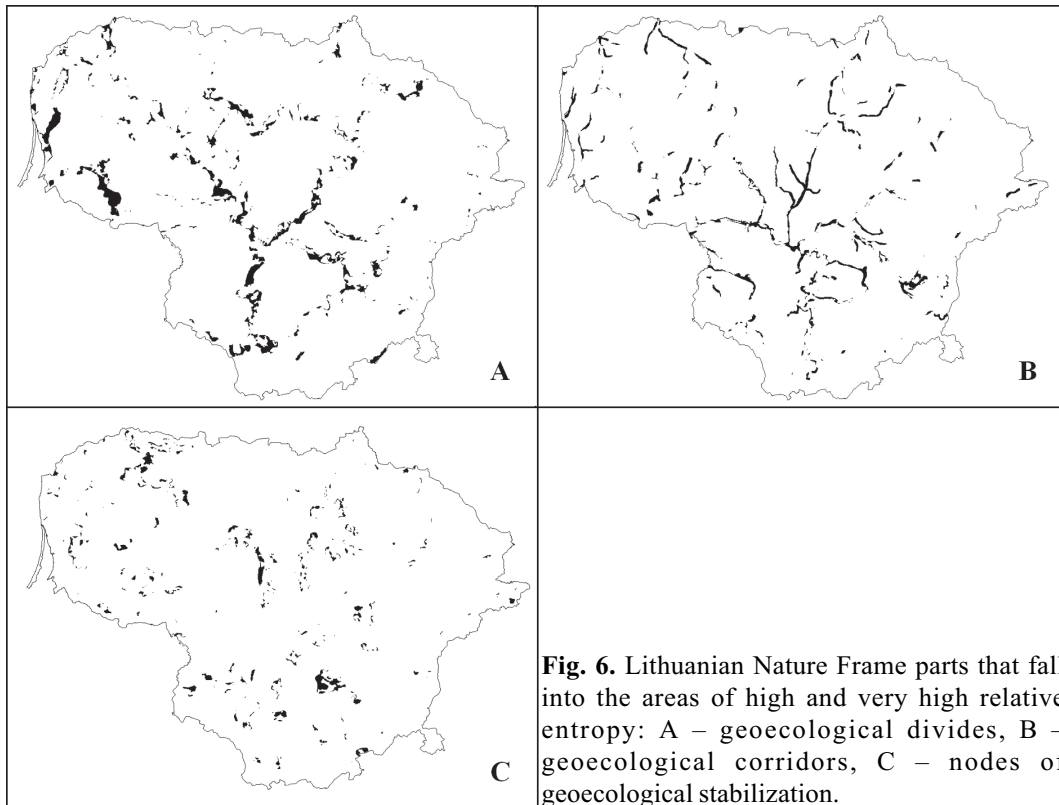 A
B
C
Fig. 6. Lithuanian Nature Frame parts that fall
into the areas of high and very high relative
entropy: A – geoecological divides, B –
geoecological corridors, C – nodes of
geoecological stabilization.